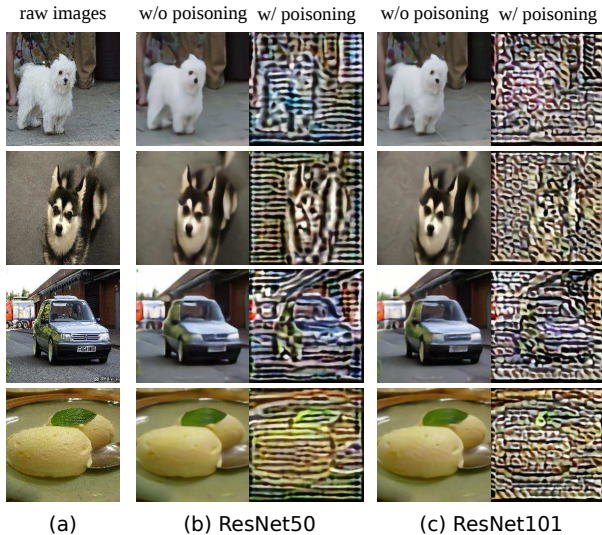 raw images
w/o poisoning w/ poisoning
w/o poisoning w/ poisoning
(a)
(b) ResNet50
(c) ResNet101